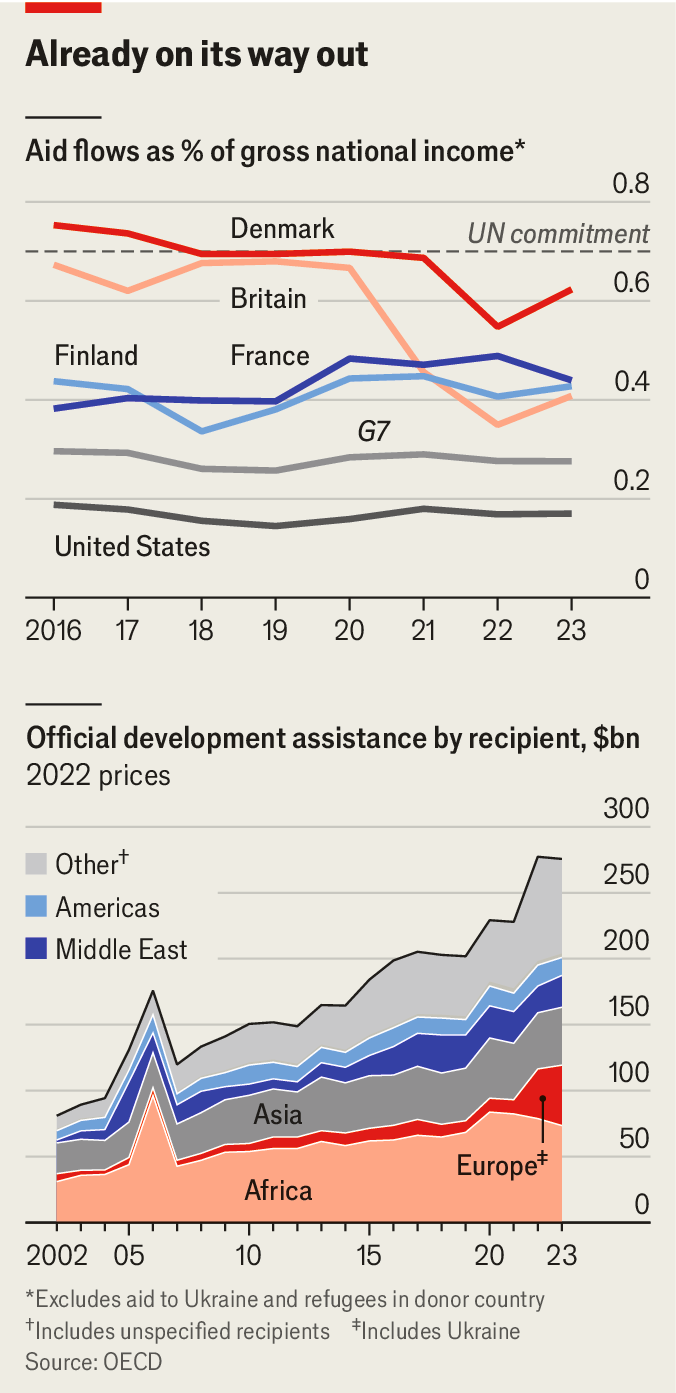 Already on its way out
Aid flows as % of gross national income*
0.8
Denmark
UN commitment
0.6
Britain
Finland
France
0.4
G7
0.2
United States
0
2016 17 18 19 20 21 22 23
Official development assistance by recipient, $bn
2022 prices
300
Other†
250
Americas
200
Middle East
150
100
Asia
50
Europe‡
Africa
0
2002 05 10 15 20 23
*Excludes aid to Ukraine and refugees in donor country
†Includes unspecified recipients ‡Includes Ukraine
Source: OECD